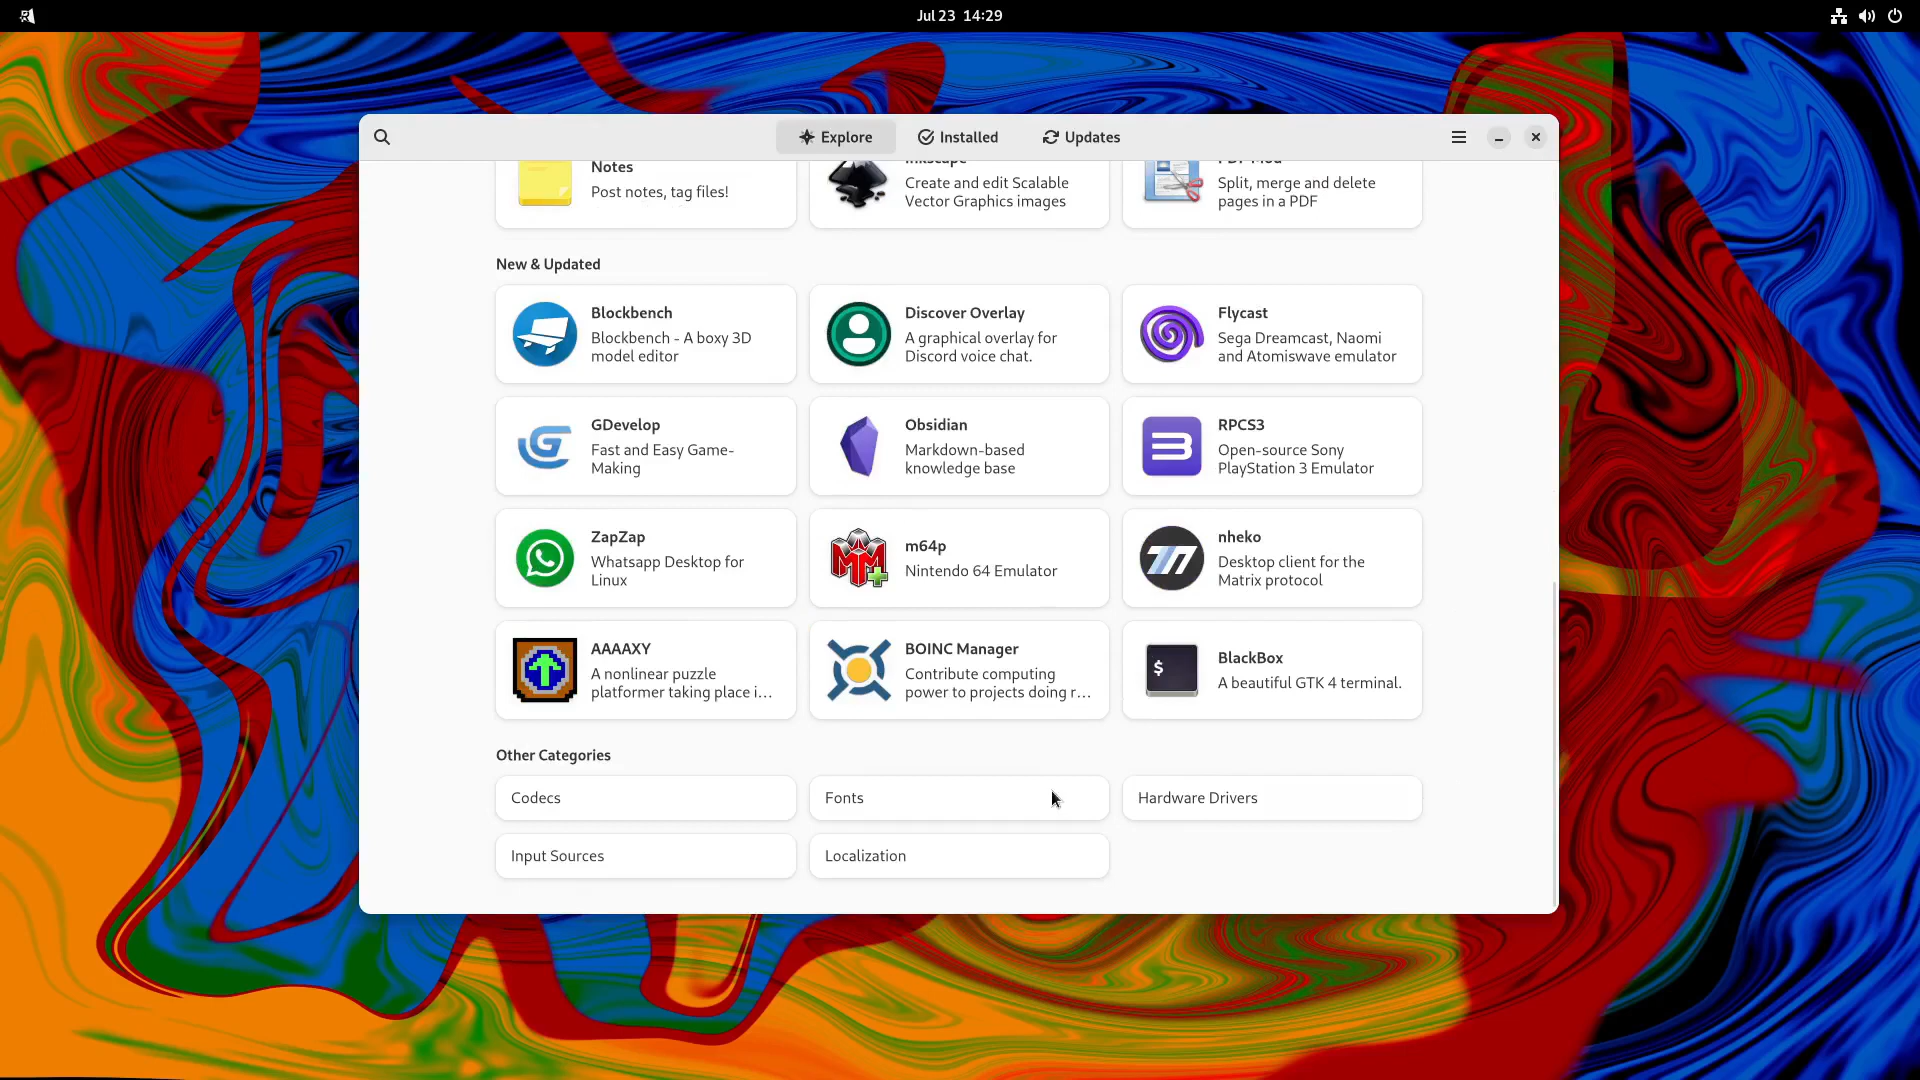 Jul 23 14:29
Explore
Installed
Updates
Notes
Post notes, tag files!
Inkscape
Create and edit Scalable
Vector Graphics images
PDF Mod
Split, merge and delete
pages in a PDF
New & Updated
Blockbench
Blockbench - A boxy 3D
model editor
Discover Overlay
A graphical overlay for
Discord voice chat.
Flycast
Sega Dreamcast, Naomi
and Atomiswave emulator
GDevelop
Fast and Easy Game-
Making
Obsidian
Markdown-based
knowledge base
RPCS3
Open-source Sony
PlayStation 3 Emulator
ZapZap
Whatsapp Desktop for
Linux
m64p
Nintendo 64 Emulator
nheko
Desktop client for the
Matrix protocol
AAAAXY
A nonlinear puzzle
platformer taking place i...
BOINC Manager
Contribute computing
power to projects doing r...
$
BlackBox
A beautiful GTK 4 terminal.
Other Categories
Codecs
Fonts
Hardware Drivers
Input Sources
Localization